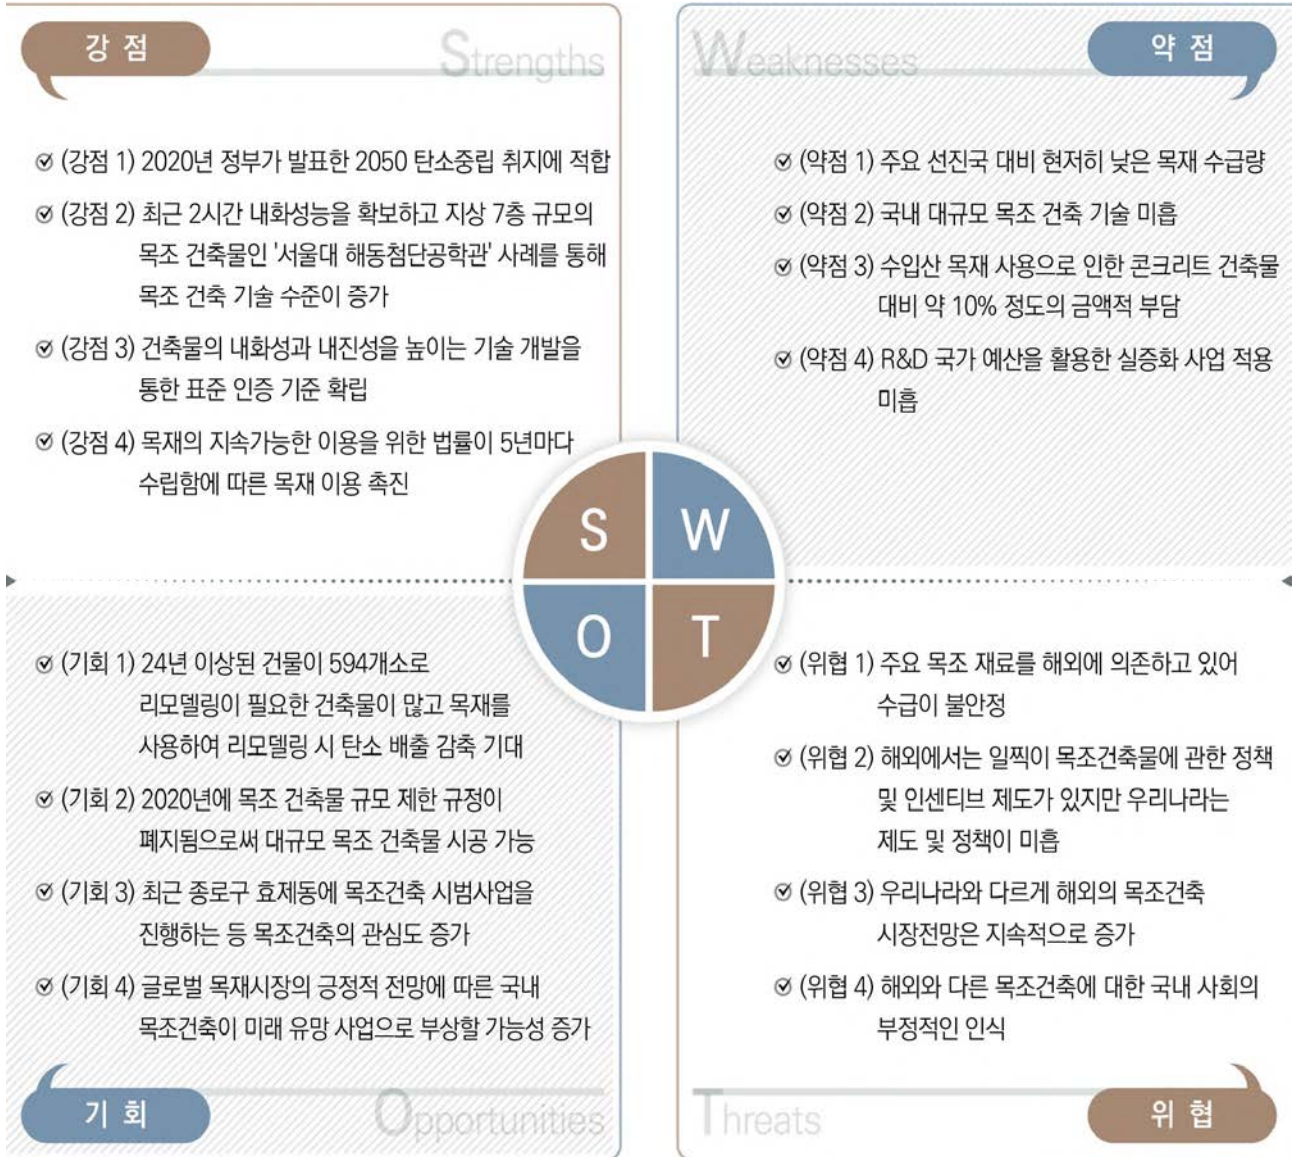 강 점
Strengths
(강점 1) 2020년 정부가 발표한 2050 탄소중립 취지에 적합
(강점 2) 최근 2시간 내화성능을 확보하고 지상 7층 규모의
목조 건축물인 '서울대 해동첨단공학관' 사례를 통해
목조 건축 기술 수준이 증가
(강점 3) 건축물의 내화성과 내진성을 높이는 기술 개발을
통한 표준 인증 기준 확립
(강점 4) 목재의 지속가능한 이용을 위한 법률이 5년마다
수립함에 따른 목재 이용 촉진
Weaknesses
약 점
(약점 1) 주요 선진국 대비 현저히 낮은 목재 수급량
(약점 2) 국내 대규모 목조 건축 기술 미흡
(약점 3) 수입산 목재 사용으로 인한 콘크리트 건축물
대비 약 10% 정도의 금액적 부담
(약점 4) R&D 국가 예산을 활용한 실증화 사업 적용
미흡
S
W
O
T
(기회 1) 24년 이상된 건물이 594개소로
리모델링이 필요한 건축물이 많고 목재를
사용하여 리모델링 시 탄소 배출 감축 기대
(기회 2) 2020년에 목조 건축물 규모 제한 규정이
폐지됨으로써 대규모 목조 건축물 시공 가능
(기회 3) 최근 종로구 효제동에 목조건축 시범사업을
진행하는 등 목조건축의 관심도 증가
(기회 4) 글로벌 목재시장의 긍정적 전망에 따른 국내
목조건축이 미래 유망 사업으로 부상할 가능성 증가
기 회
Opportunities
(위협 1) 주요 목조 재료를 해외에 의존하고 있어
수급이 불안정
(위협 2) 해외에서는 일찍이 목조건축물에 관한 정책
및 인센티브 제도가 있지만 우리나라는
제도 및 정책이 미흡
(위협 3) 우리나라와 다르게 해외의 목조건축
시장전망은 지속적으로 증가
(위협 4) 해외와 다른 목조건축에 대한 국내 사회의
부정적인 인식
Threats
위 협